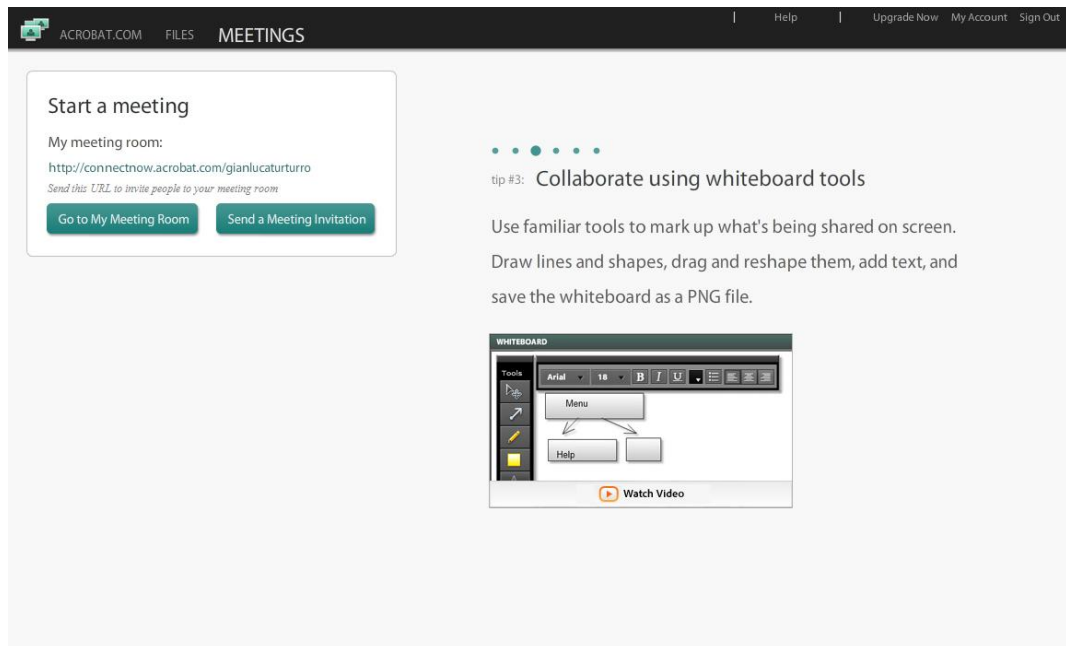 | Help | Upgrade Now My Account Sign Out
ACROBAT.COM FILES MEETINGS
Start a meeting
My meeting room:
http://connectnow.acrobat.com/gianlucaturturro
Send this URL to invite people to your meeting room
Go to My Meeting Room Send a Meeting Invitation
tip #3: Collaborate using whiteboard tools
Use familiar tools to mark up what's being shared on screen.
Draw lines and shapes, drag and reshape them, add text, and
save the whiteboard as a PNG file.
WHITEBOARD
Tools
Arial 18 B I U
Menu
Help
Watch Video